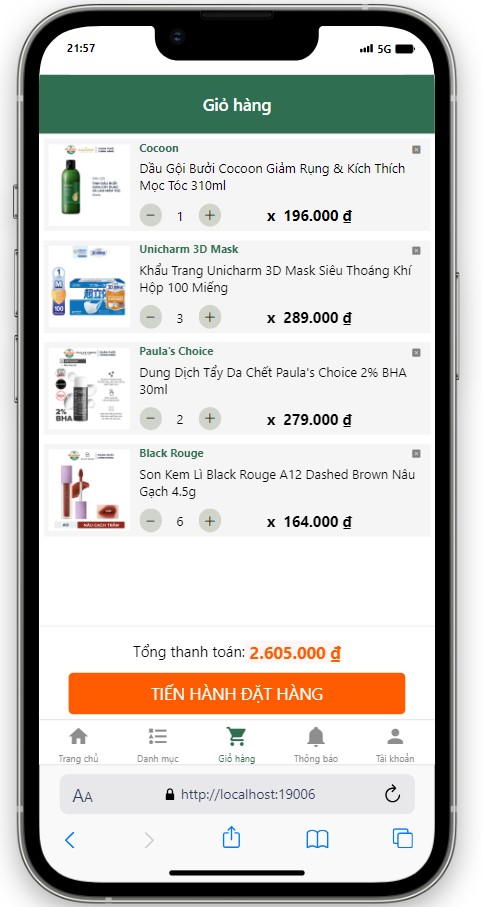 21:57
5G
Giỏ hàng
Cocoon
Dầu Gội Bưởi Cocoon Giảm Rụng & Kích Thích
Mọc Tóc 310ml
1
x 196.000 ₫
Unicharm 3D Mask
Khẩu Trang Unicharm 3D Mask Siêu Thoáng Khí
Hộp 100 Miếng
3
x 289.000 ₫
1
M
100
Paula's Choice
Dung Dịch Tẩy Da Chết Paula's Choice 2% BHA
30ml
2
x 279.000 ₫
2%
BHA
Black Rouge
Son Kem Lì Black Rouge A12 Dashed Brown Nâu
Gạch 4.5g
6
x 164.000 ₫
Tổng thanh toán: 2.605.000 ₫
TIẾN HÀNH ĐẶT HÀNG
Trang chủ
Danh mục
Giỏ hàng
Thông báo
Tài khoản
AA
http://localhost:19006